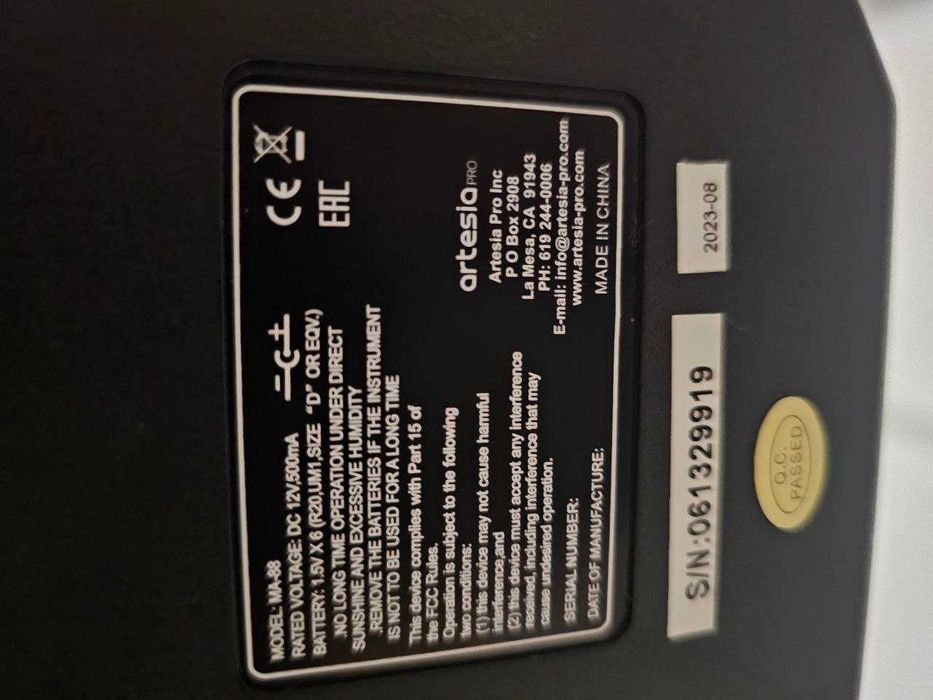 MODEL: MA-88
RATED VOLTAGE: DC 12V,500mA
BATTERY: 1.5V X 6 (R20,UM1,SIZE "D" OR EQV.)
.NO LONG TIME OPERATION UNDER DIRECT
SUNSHINE AND EXCESSIVE HUMIDITY
.REMOVE THE BATTERIES IF THE INSTRUMENT
IS NOT TO BE USED FOR A LONG TIME
This device complies with Part 15 of
the FCC Rules.
Operation is subject to the following
two conditions:
(1) this device may not cause harmful
interference,and
(2) this device must accept any interference
received, including interference that may
cause undesired operation.
SERIAL NUMBER:
DATE OF MANUFACTURE:
CE
EAC
artesia PRO
Artesia Pro Inc
P O Box 2908
La Mesa, CA 91943
PH: 619 244-0006
E-mail: info@artesia-pro.com
www.artesia-pro.com
MADE IN CHINA
S/N:061329919
2023-08
Q.C.
PASSED